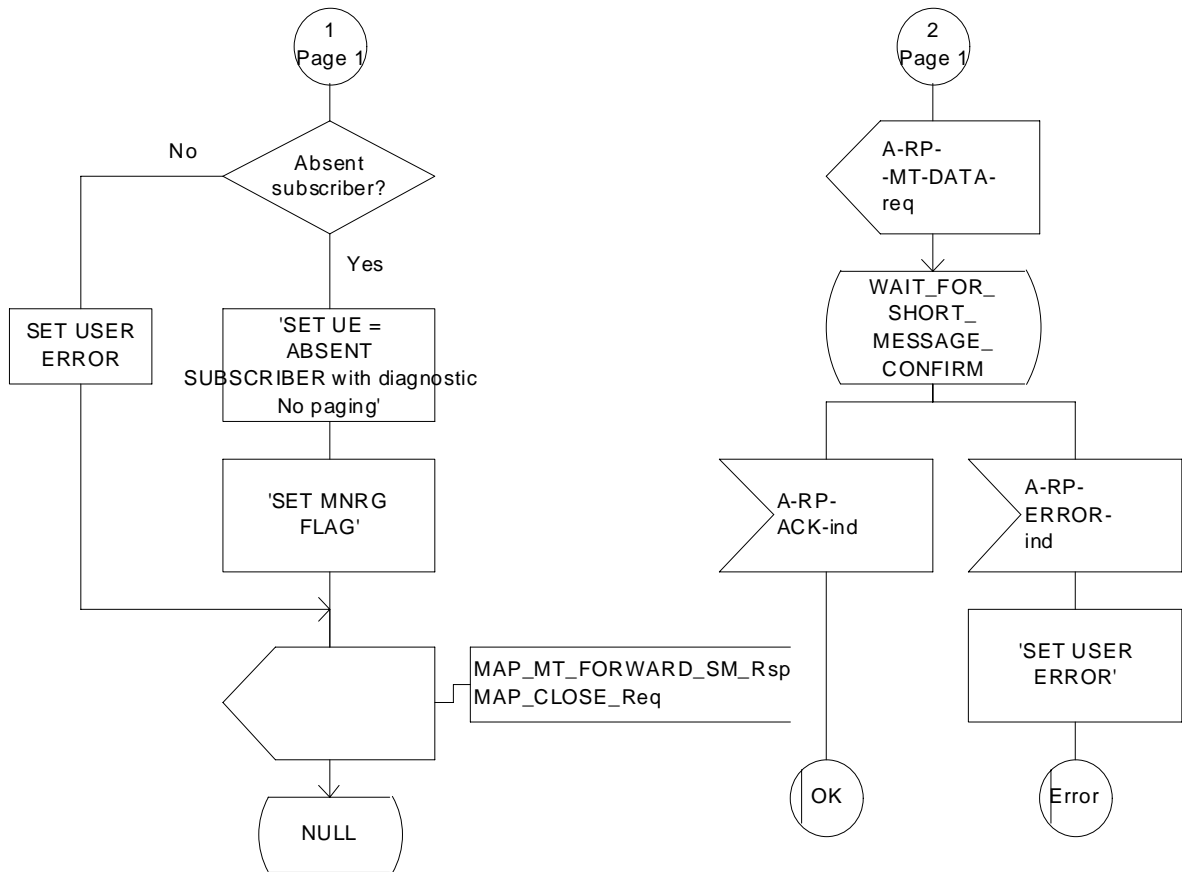 1
Page 1
No
Absent
subscriber?
Yes
SET USER
ERROR
'SET UE =
ABSENT
SUBSCRIBER with diagnostic
No paging'
'SET MNRG
FLAG'
MAP_MT_FORWARD_SM_Rsp
MAP_CLOSE_Req
NULL
2
Page 1
A-RP-
-MT-DATA-
req
WAIT_FOR_
SHORT_
MESSAGE_
CONFIRM
A-RP-
ACK-ind
A-RP-
ERROR-
ind
'SET USER
ERROR'
OK
Error